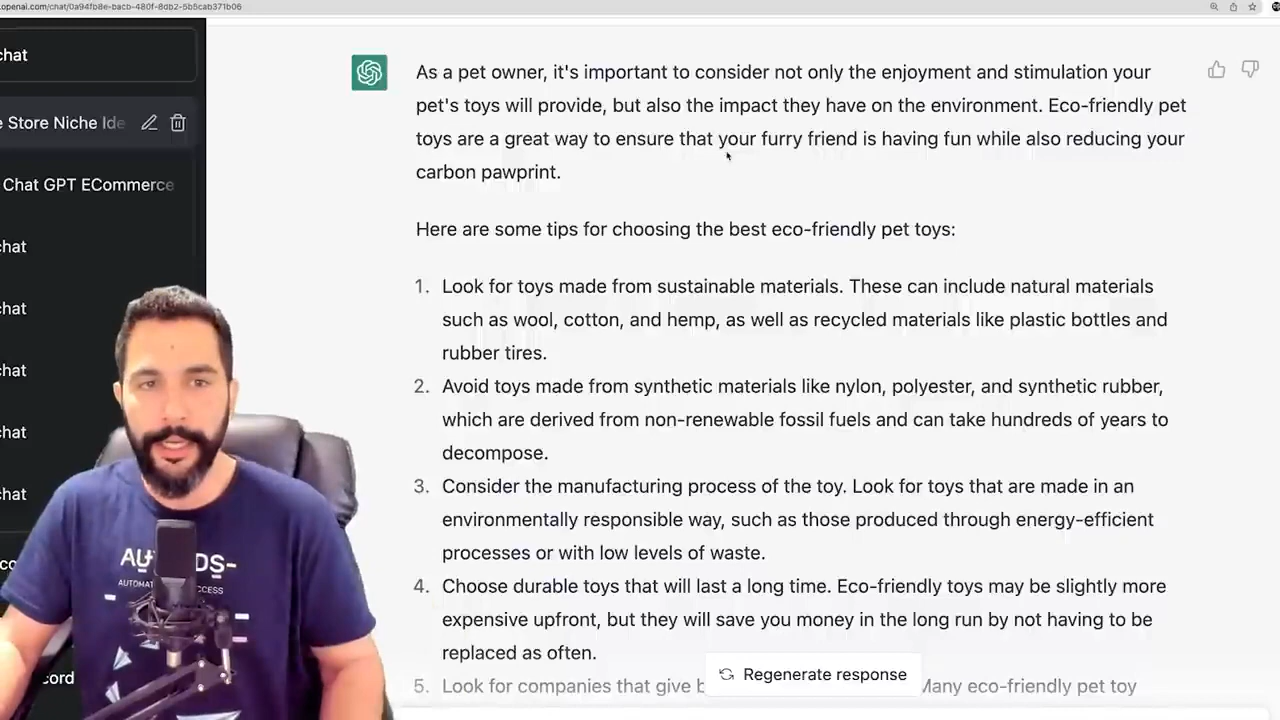 .openai.com/chat/0a94fb8e-bacb-480f-8db2-5b5cab371b06
chat
e Store Niche Ide
Chat GPT ECommerce
chat
chat
chat
chat
chat
cord
As a pet owner, it's important to consider not only the enjoyment and stimulation your
pet's toys will provide, but also the impact they have on the environment. Eco-friendly pet
toys are a great way to ensure that your furry friend is having fun while also reducing your
carbon pawprint.
Here are some tips for choosing the best eco-friendly pet toys:
1. Look for toys made from sustainable materials. These can include natural materials
such as wool, cotton, and hemp, as well as recycled materials like plastic bottles and
rubber tires.
2. Avoid toys made from synthetic materials like nylon, polyester, and synthetic rubber,
which are derived from non-renewable fossil fuels and can take hundreds of years to
decompose.
3. Consider the manufacturing process of the toy. Look for toys that are made in an
environmentally responsible way, such as those produced through energy-efficient
processes or with low levels of waste.
4. Choose durable toys that will last a long time. Eco-friendly toys may be slightly more
expensive upfront, but they will save you money in the long run by not having to be
replaced as often.
5. Look for companies that give b Many eco-friendly pet toy
Regenerate response